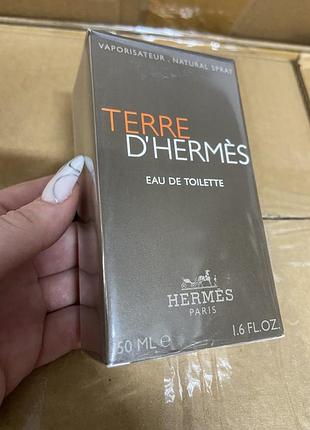 VAPORISATEUR . NATURAL SPRAY
TERRE
D'HERMÈS
EAU DE TOILETTE
HERMÈS
PARIS
50 ML ℮ 1.6 FL.OZ.